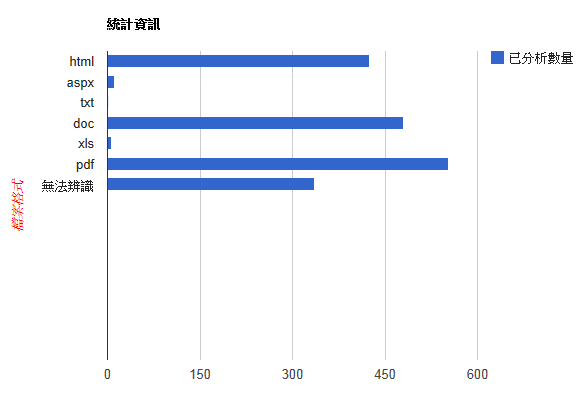 統計資訊
已分析數量
html
aspx
txt
doc
xls
pdf
無法辨識
檔案格式
0 150 300 450 600